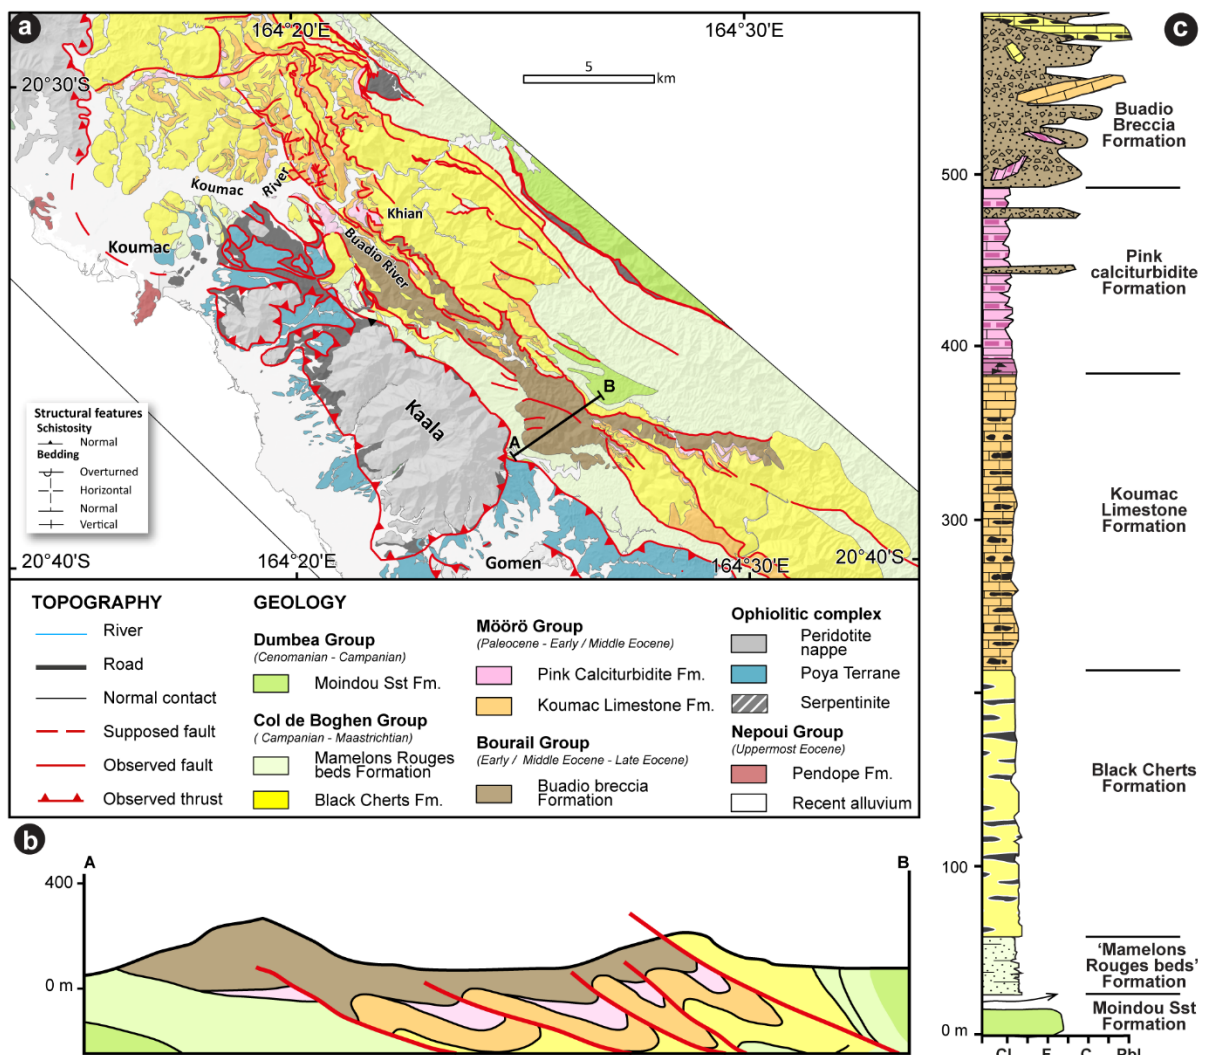 a
164°20'E
164°30'E
20°30'S
5
km
Koumac
River
Khian
Koumac
Buadio River
Kaala
A
B
Gomen
20°40'S
164°20'E
164°30'E
20°40'S
Structural features
Schistosity
Normal
Bedding
Overturned
Horizontal
Normal
Vertical
TOPOGRAPHY
River
Road
Normal contact
Supposed fault
Observed fault
Observed thrust
GEOLOGY
Dumbea Group
(Cenomanian - Campanian)
Moindou Sst Fm.
Col de Boghen Group
( Campanian - Maastrichtian)
Mamelons Rouges
beds Formation
Black Cherts Fm.
Möörö Group
(Paleocene - Early / Middle Eocene)
Pink Calciturbidite Fm.
Koumac Limestone Fm.
Bourail Group
(Early / Middle Eocene - Late Eocene)
Buadio breccia
Formation
Ophiolitic complex
Peridotite
nappe
Poya Terrane
Serpentinite
Nepoui Group
(Uppermost Eocene)
Pendope Fm.
Recent alluvium
b
A
B
400
0 m
c
Buadio
Breccia
Formation
500
Pink
calciturbidite
Formation
400
Koumac
Limestone
Formation
300
Black Cherts
Formation
100
'Mamelons
Rouges beds'
Formation
Moindou Sst
Formation
0 m